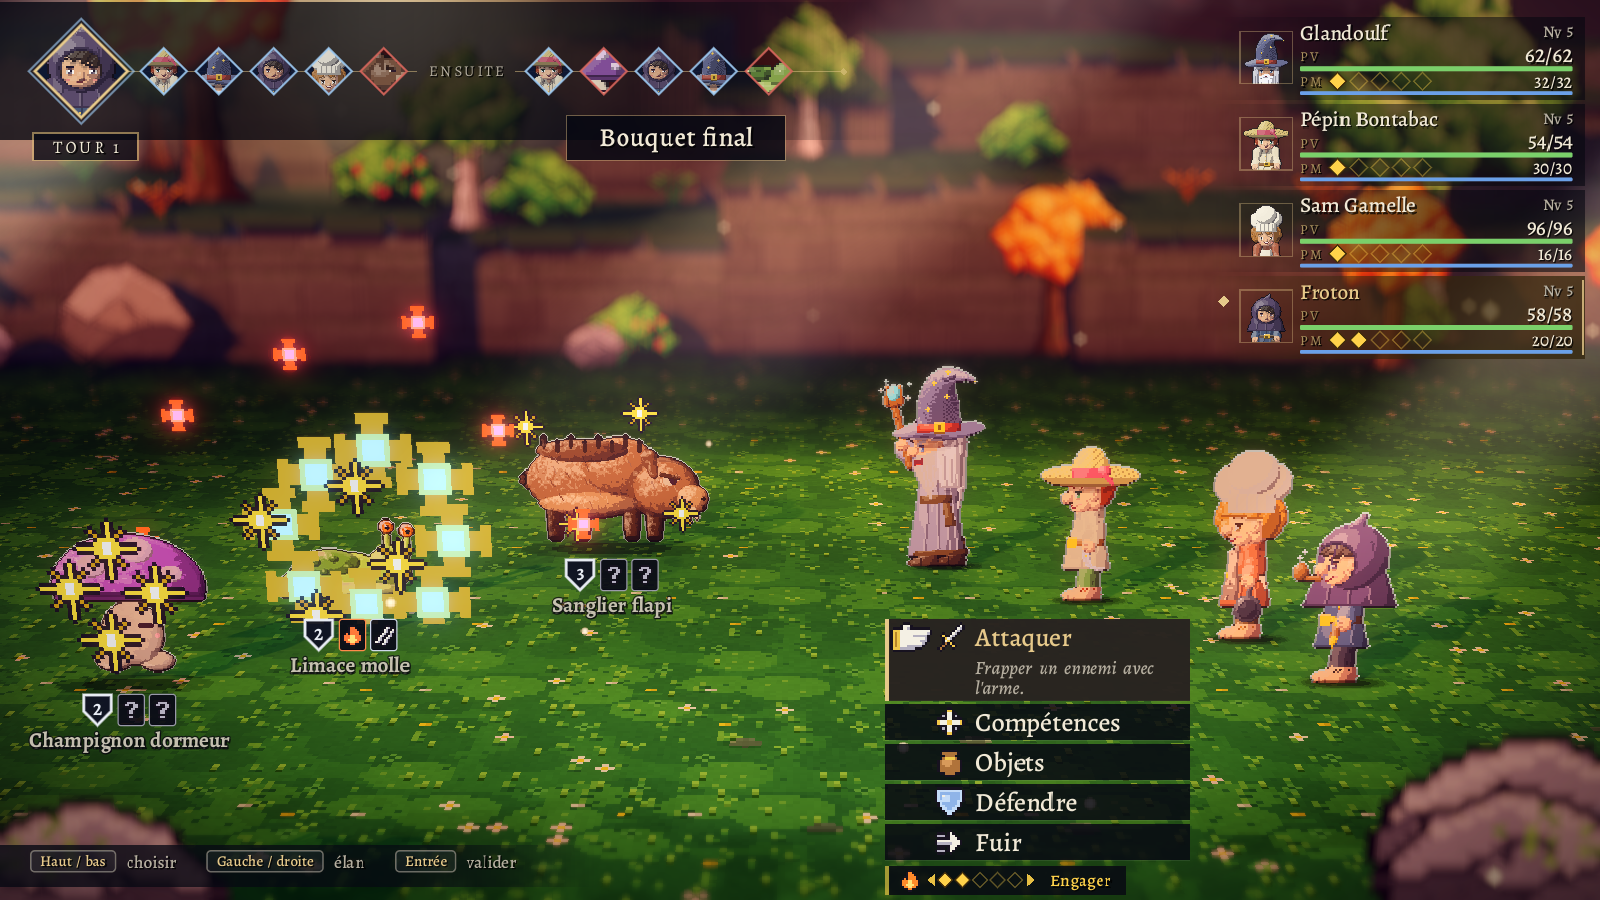 ENSUITE
TOUR 1
Bouquet final
Glandoulf Nv 5
PV 62/62
PM 32/32
Pépin Bontabac Nv 5
PV 54/54
PM 30/30
Sam Gamelle Nv 5
PV 96/96
PM 16/16
Froton Nv 5
PV 58/58
PM 20/20
3 ? ?
Sanglier flapi
2
Limace molle
2 ? ?
Champignon dormeur
Attaquer
Frapper un ennemi avec
l'arme.
Compétences
Objets
Défendre
Fuir
Engager
Haut / bas choisir Gauche / droite élan Entrée valider